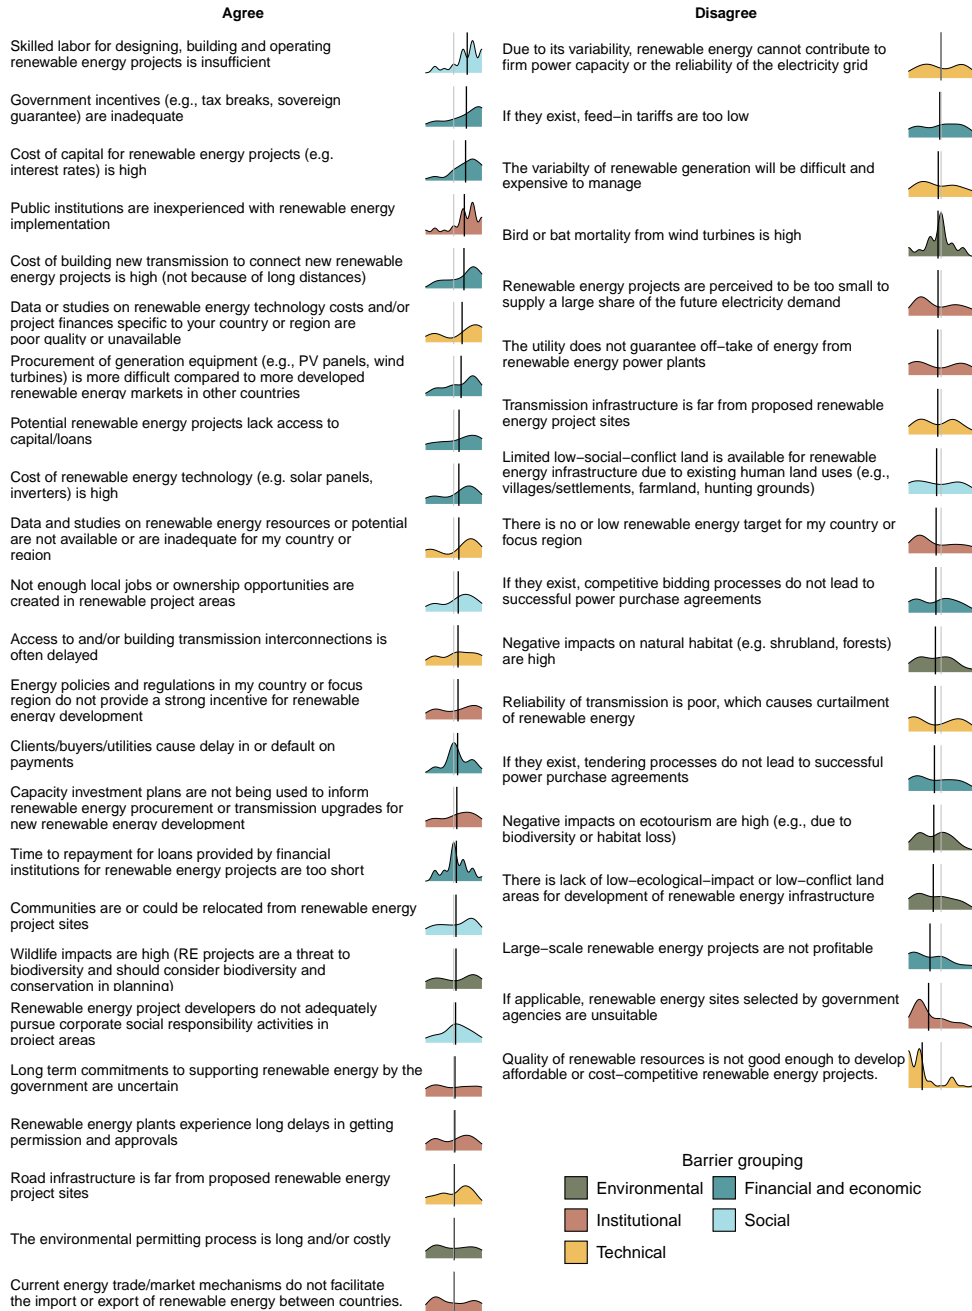 Agree
Skilled labor for designing, building and operating
renewable energy projects is insufficient
Government incentives (e.g., tax breaks, sovereign
guarantee) are inadequate
Cost of capital for renewable energy projects (e.g.
interest rates) is high
Public institutions are inexperienced with renewable energy
implementation
Cost of building new transmission to connect new renewable
energy projects is high (not because of long distances)
Data or studies on renewable energy technology costs and/or
project finances specific to your country or region are
poor quality or unavailable
Procurement of generation equipment (e.g., PV panels, wind
turbines) is more difficult compared to more developed
renewable energy markets in other countries
Potential renewable energy projects lack access to
capital/loans
Cost of renewable energy technology (e.g. solar panels,
inverters) is high
Data and studies on renewable energy resources or potential
are not available or are inadequate for my country or
region
Not enough local jobs or ownership opportunities are
created in renewable project areas
Access to and/or building transmission interconnections is
often delayed
Energy policies and regulations in my country or focus
region do not provide a strong incentive for renewable
energy development
Clients/buyers/utilities cause delay in or default on
payments
Capacity investment plans are not being used to inform
renewable energy procurement or transmission upgrades for
new renewable energy development
Time to repayment for loans provided by financial
institutions for renewable energy projects are too short
Communities are or could be relocated from renewable energy
project sites
Wildlife impacts are high (RE projects are a threat to
biodiversity and should consider biodiversity and
conservation in planning)
Renewable energy project developers do not adequately
pursue corporate social responsibility activities in
project areas
Long term commitments to supporting renewable energy by the
government are uncertain
Renewable energy plants experience long delays in getting
permission and approvals
Road infrastructure is far from proposed renewable energy
project sites
The environmental permitting process is long and/or costly
Current energy trade/market mechanisms do not facilitate
the import or export of renewable energy between countries.
Disagree
Due to its variability, renewable energy cannot contribute to
firm power capacity or the reliability of the electricity grid
If they exist, feed−in tariffs are too low
The variabilty of renewable generation will be difficult and
expensive to manage
Bird or bat mortality from wind turbines is high
Renewable energy projects are perceived to be too small to
supply a large share of the future electricity demand
The utility does not guarantee off−take of energy from
renewable energy power plants
Transmission infrastructure is far from proposed renewable
energy project sites
Limited low−social−conflict land is available for renewable
energy infrastructure due to existing human land uses (e.g.,
villages/settlements, farmland, hunting grounds)
There is no or low renewable energy target for my country or
focus region
If they exist, competitive bidding processes do not lead to
successful power purchase agreements
Negative impacts on natural habitat (e.g. shrubland, forests)
are high
Reliability of transmission is poor, which causes curtailment
of renewable energy
If they exist, tendering processes do not lead to successful
power purchase agreements
Negative impacts on ecotourism are high (e.g., due to
biodiversity or habitat loss)
There is lack of low−ecological−impact or low−conflict land
areas for development of renewable energy infrastructure
Large−scale renewable energy projects are not profitable
If applicable, renewable energy sites selected by government
agencies are unsuitable
Quality of renewable resources is not good enough to develop
affordable or cost−competitive renewable energy projects.
Barrier grouping
Environmental
Financial and economic
Institutional
Social
Technical